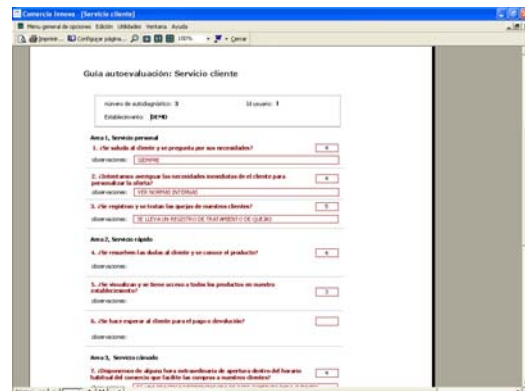 Comercio Innova - [Servicio cliente]
Menu general de opciones Edición Utilidades Ventana Ayuda
Imprimir... Configurar página... 100% Cerrar
Guía autoevaluación: Servicio cliente
número de autodiagnóstico: 3 Id usuario: 1
Establecimiento: DEMO
Area 1, Servicio personal
1. ¿Se saluda al cliente y se pregunta por sus necesidades? 4
observaciones: SIEMPRE
2. ¿Intentamos averiguar las necesidades inmediatas de el cliente para 4
personalizar la oferta?
observaciones: VER NORMAS INTERNAS
3. ¿Se registran y se tratan las quejas de nuestros clientes? 5
observaciones: SE LLEVA UN REGISTRO DE TRATAMIENTO DE QUEJAS
Area 2, Servicio rápido
4. ¿Se resuelven las dudas al cliente y se conoce el producto?
observaciones:
5. ¿Se visualizan y se tiene acceso a todos los productos en nuestro 3
establecimiento?
observaciones:
6. ¿Se hace esperar al cliente para el pago o devolución?
observaciones:
Area 3, Servicio cómodo
7. ¿Disponemos de alguna hora extraordinaria de apertura dentro del horario 4
habitual del comercio que facilite las compras a nuestros clientes?